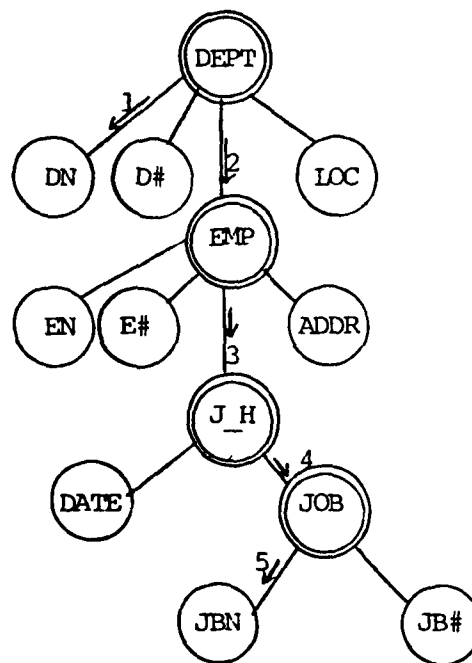 DEPT
1
DN D# 2 LOC
EMP
EN E# ADDR
3
J_H
4
DATE JOB
5
JBN JB#